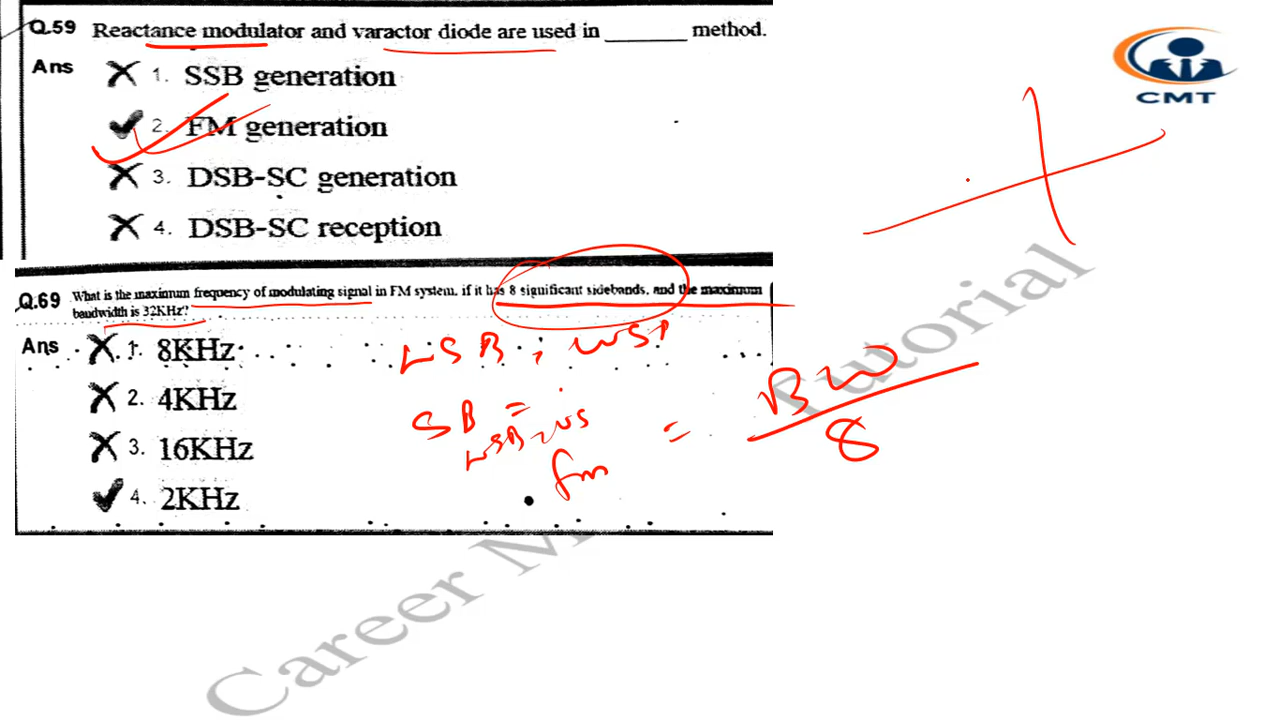 Q.59 Reactance modulator and varactor diode are used in _______ method.
Ans 1. SSB generation
2. FM generation
3. DSB-SC generation
4. DSB-SC reception
CMT
Q.69 What is the maximum frequency of modulating signal in FM system, if it has 8 significant sidebands, and the maximum
bandwidth is 32KHz?
Ans 1. 8KHz
2. 4KHz
3. 16KHz
4. 2KHz
LSB, USB
SB =
fm = BW
8
Career M Tutorial